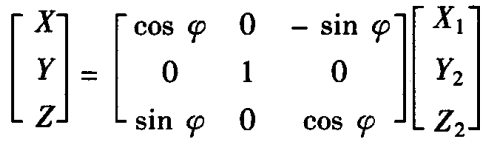 [ X ] = [ cos φ 0 − sin φ ] [ X₁ ]
[ Y ] [ 0 1 0 ] [ Y₂ ]
[ Z ] [ sin φ 0 cos φ ] [ Z₂ ]